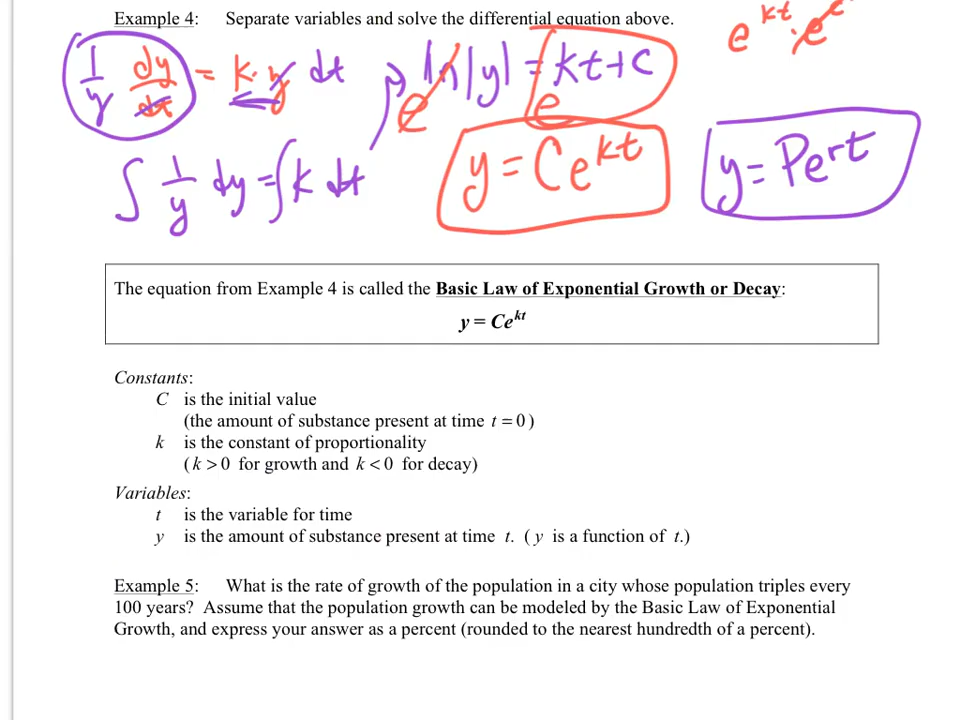 Example 4: Separate variables and solve the differential equation above.
e^{kt} · e^{c}
1/y dy/dt = k·y dt
ln|y| = kt+C
e e
∫ 1/y dy = ∫ k dt
y = Ce^{kt}
y = Pe^{rt}
The equation from Example 4 is called the Basic Law of Exponential Growth or Decay:
y = Ce^{kt}
Constants:
C is the initial value
(the amount of substance present at time t = 0)
k is the constant of proportionality
(k > 0 for growth and k < 0 for decay)
Variables:
t is the variable for time
y is the amount of substance present at time t. ( y is a function of t.)
Example 5: What is the rate of growth of the population in a city whose population triples every
100 years? Assume that the population growth can be modeled by the Basic Law of Exponential
Growth, and express your answer as a percent (rounded to the nearest hundredth of a percent).